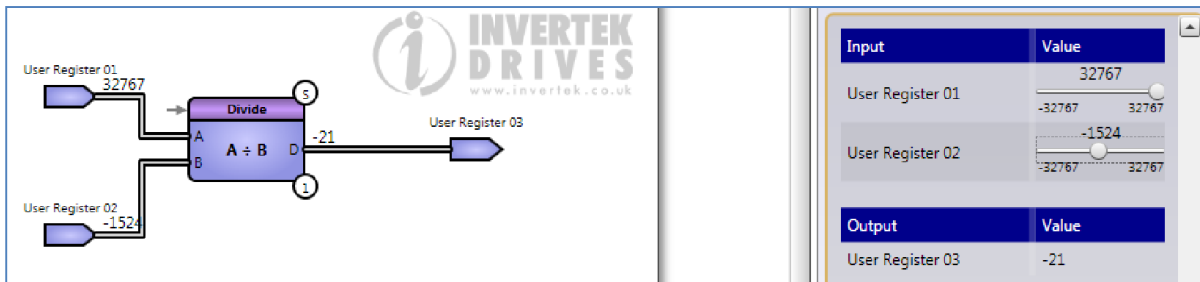 INVERTEK
DRIVES
www.invertek.co.uk
User Register 01
32767
Divide
S
A
A ÷ B
D
-21
User Register 03
B
1
User Register 02
-1524
Input Value
User Register 01
32767
-32767 32767
User Register 02
-1524
-32767 32767
Output Value
User Register 03 -21